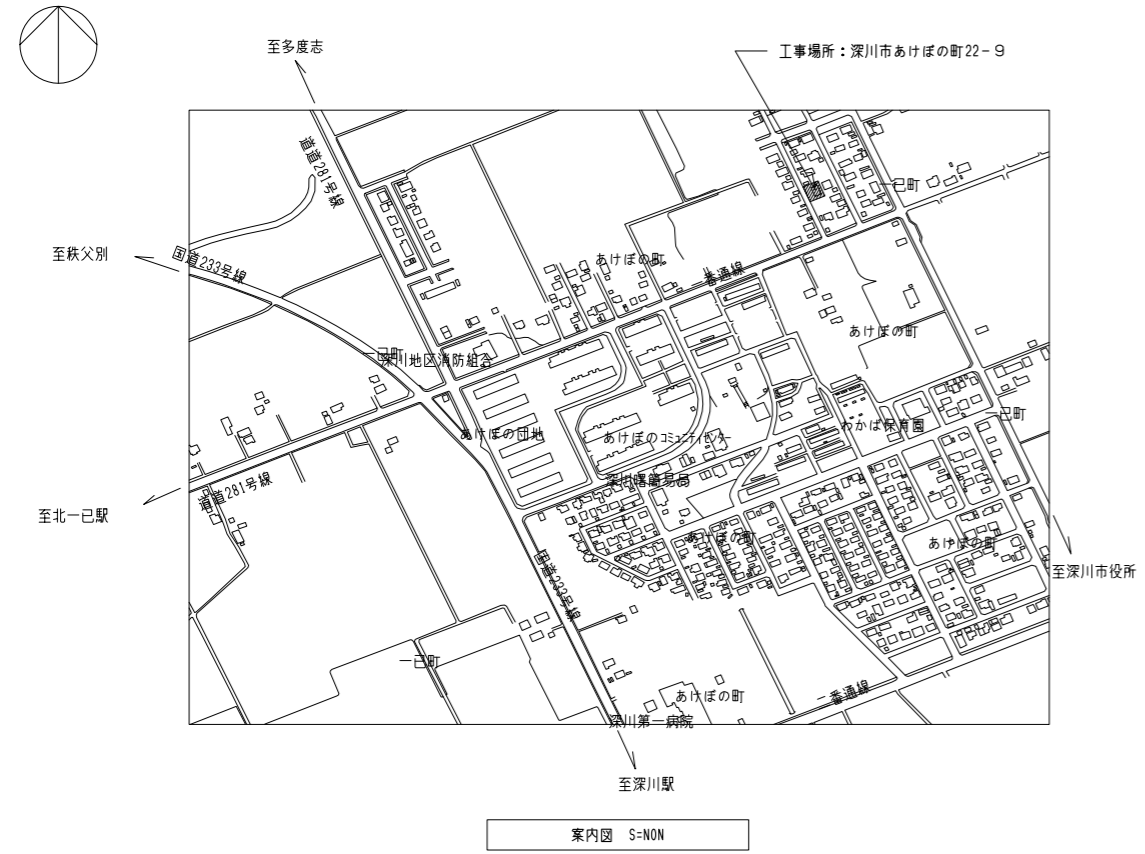 至多度志
工事場所：深川市あけぼの町22-9
道道281号線
一已町
至秩父別
国道233号線
あけぼの町
一番通線
あけぼの町
一已町
深川地区消防組合
一已町
あけぼの団地
あけぼのコミュニティセンター
わかば保育園
深川曙簡易局
道道281号線
至北一已駅
国道233号線
あけぼの町
あけぼの町
至深川市役所
一已町
あけぼの町
一番通線
深川第一病院
至深川駅
案内図 S=NON